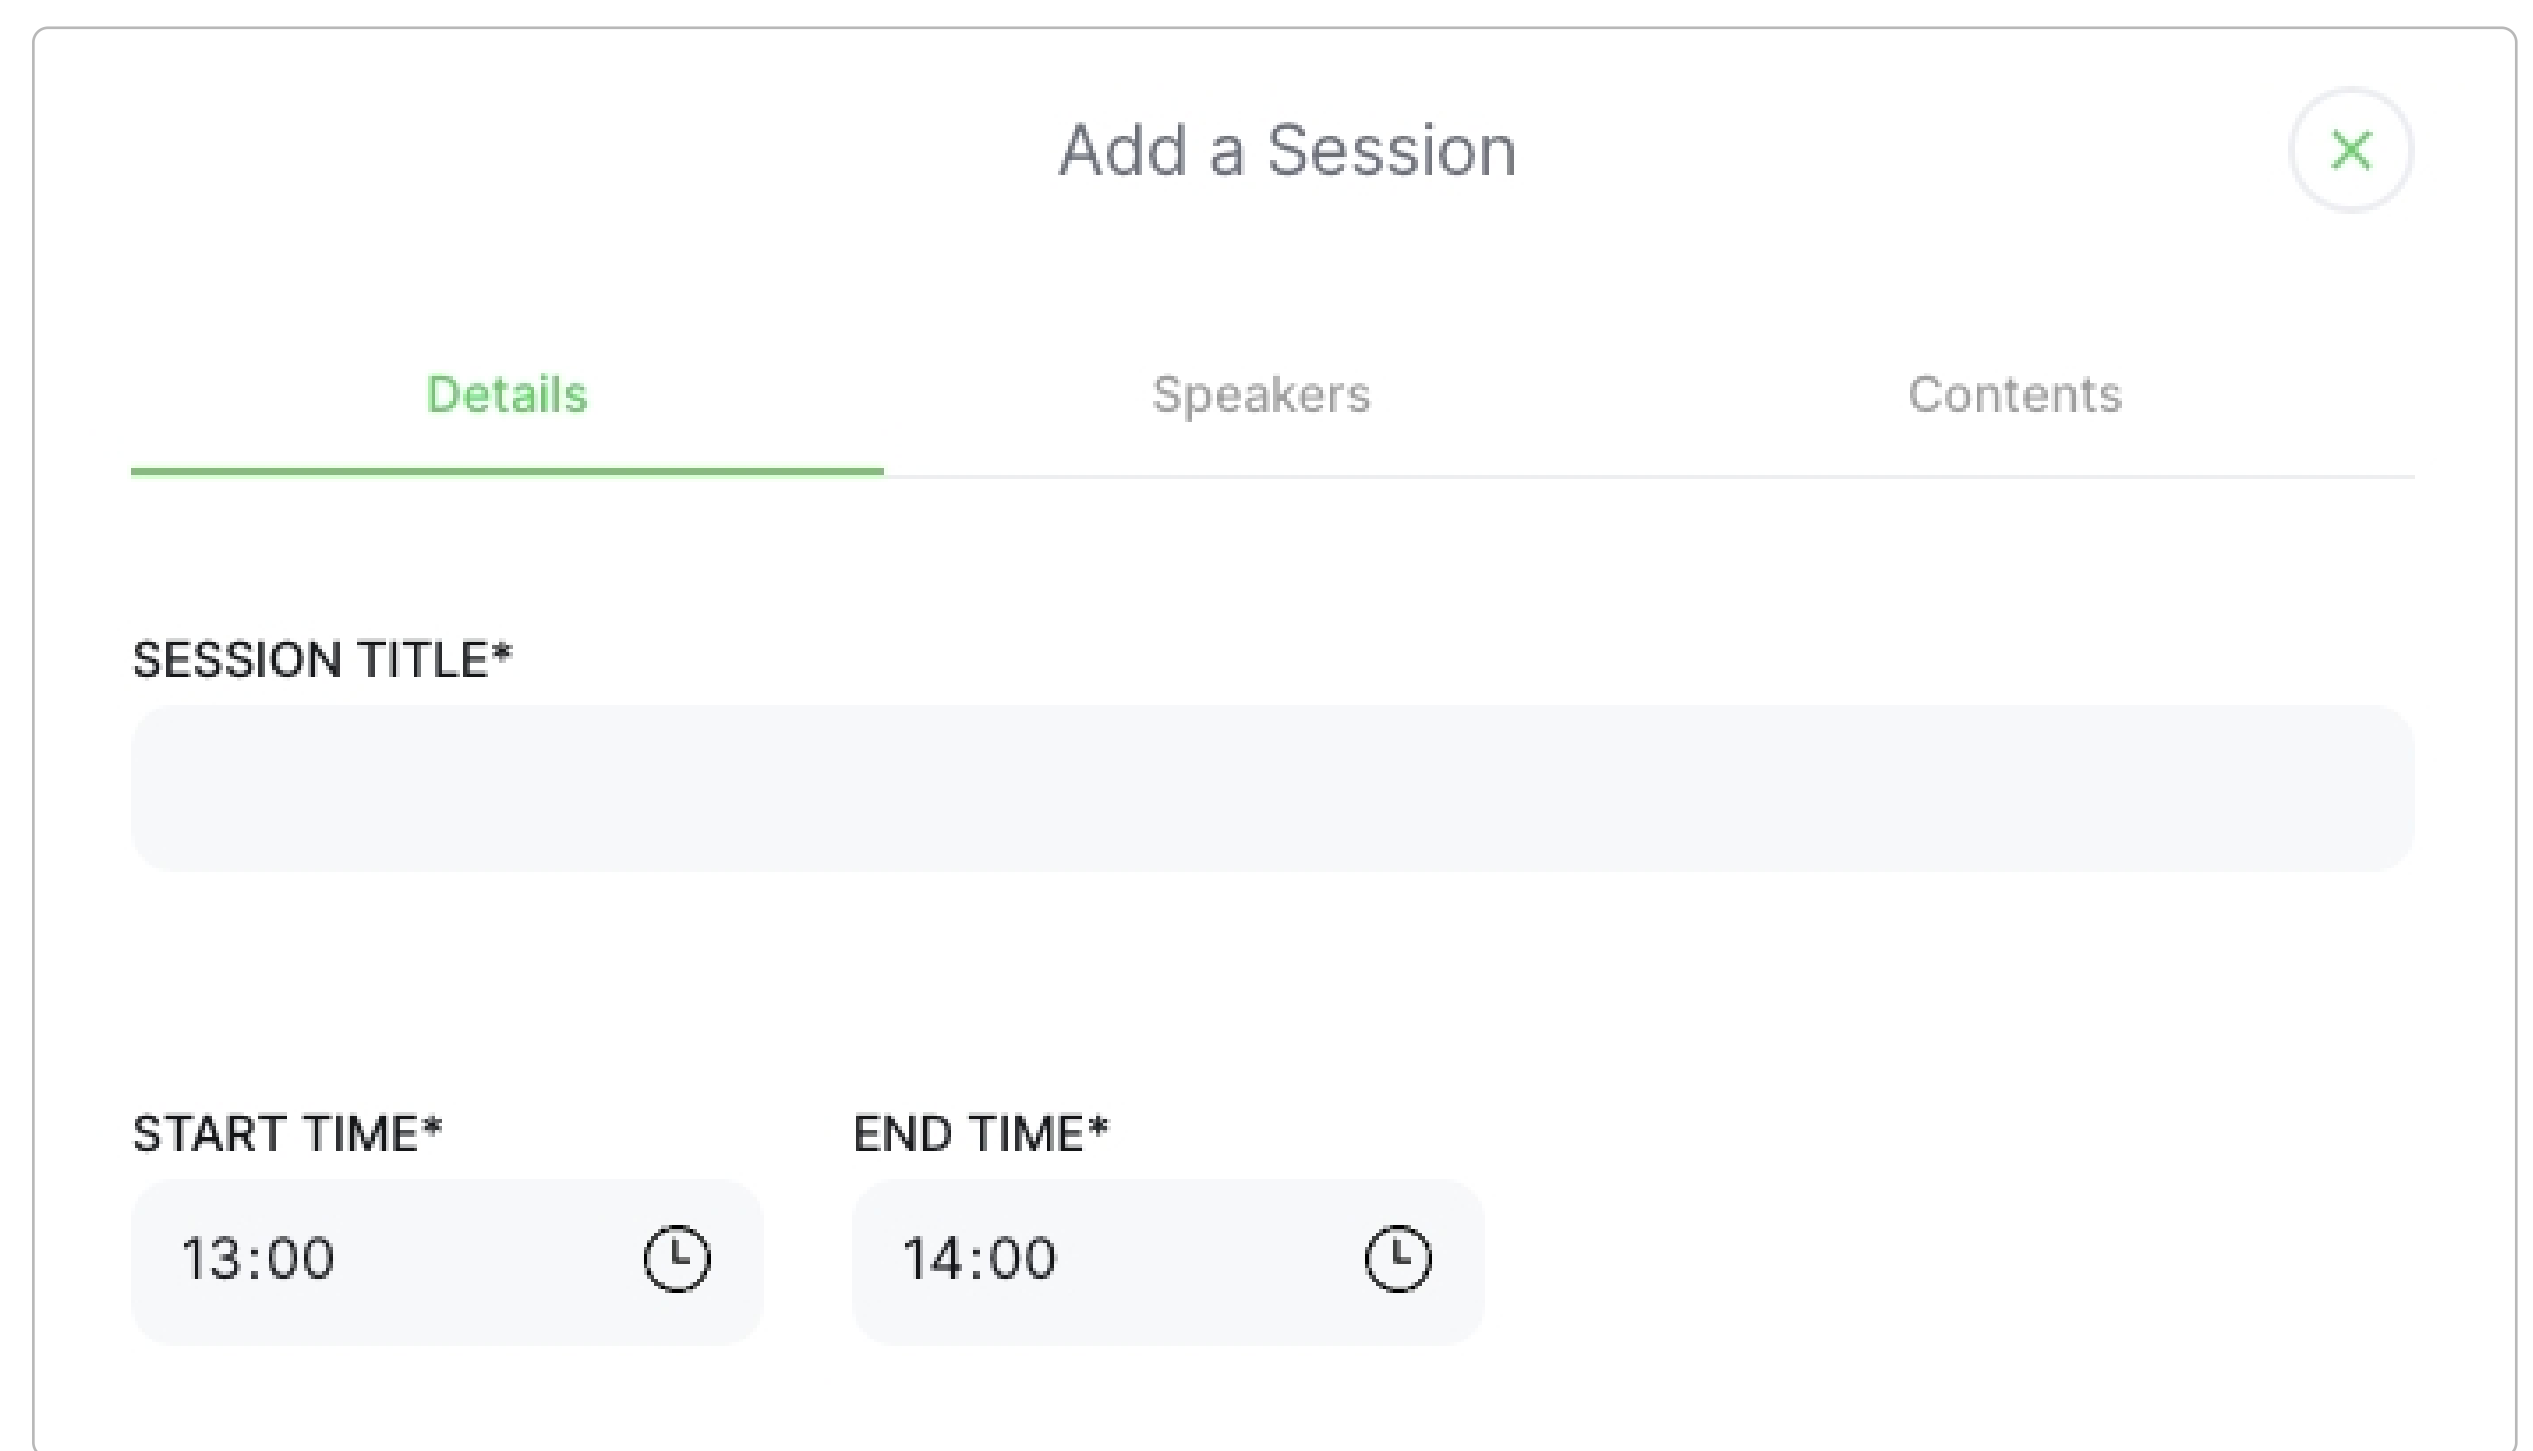 Add a Session
Details Speakers Contents
SESSION TITLE*
START TIME* END TIME*
13:00 14:00